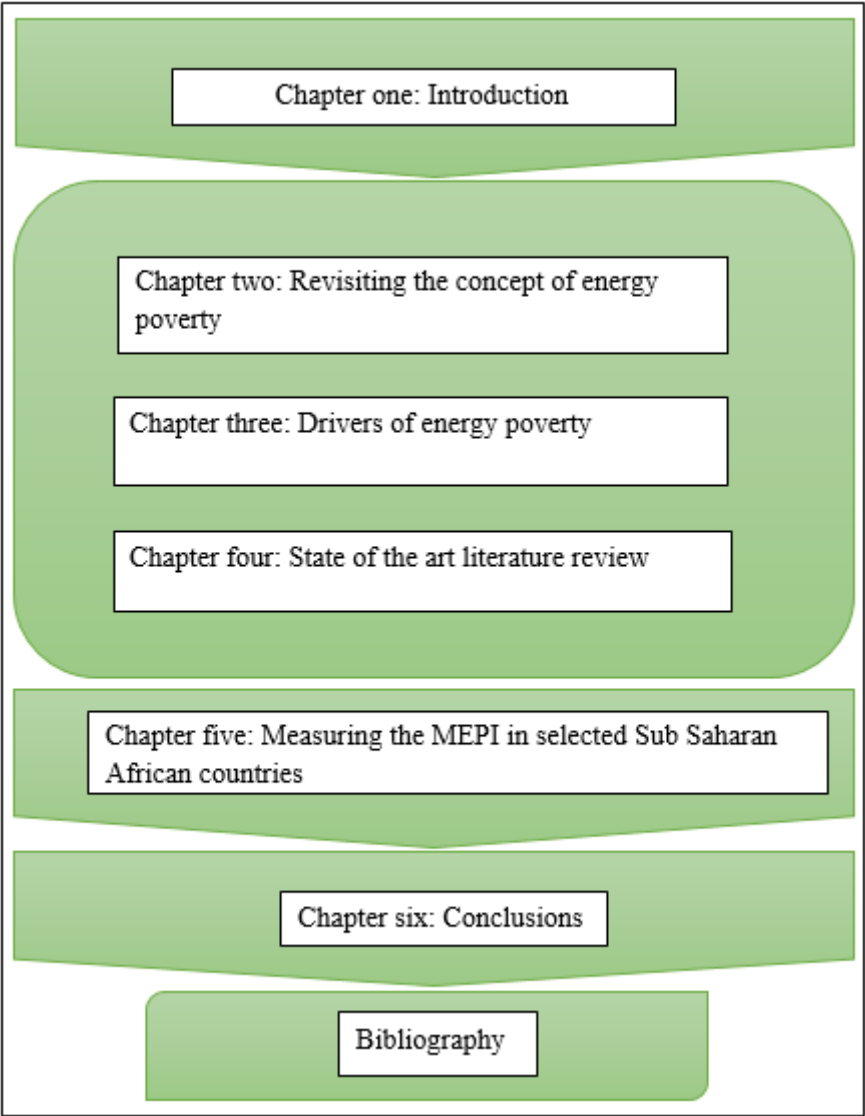 Chapter one: Introduction
Chapter two: Revisiting the concept of energy
poverty
Chapter three: Drivers of energy poverty
Chapter four: State of the art literature review
Chapter five: Measuring the MEPI in selected Sub Saharan
African countries
Chapter six: Conclusions
Bibliography